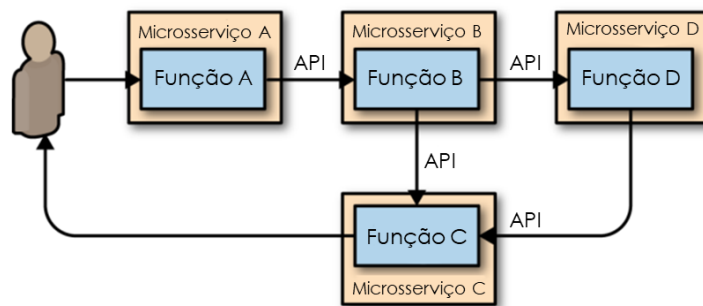 Microsserviço A
Função A
API
Microsserviço B
Função B
API
Microsserviço D
Função D
API
API
Função C
Microsserviço C